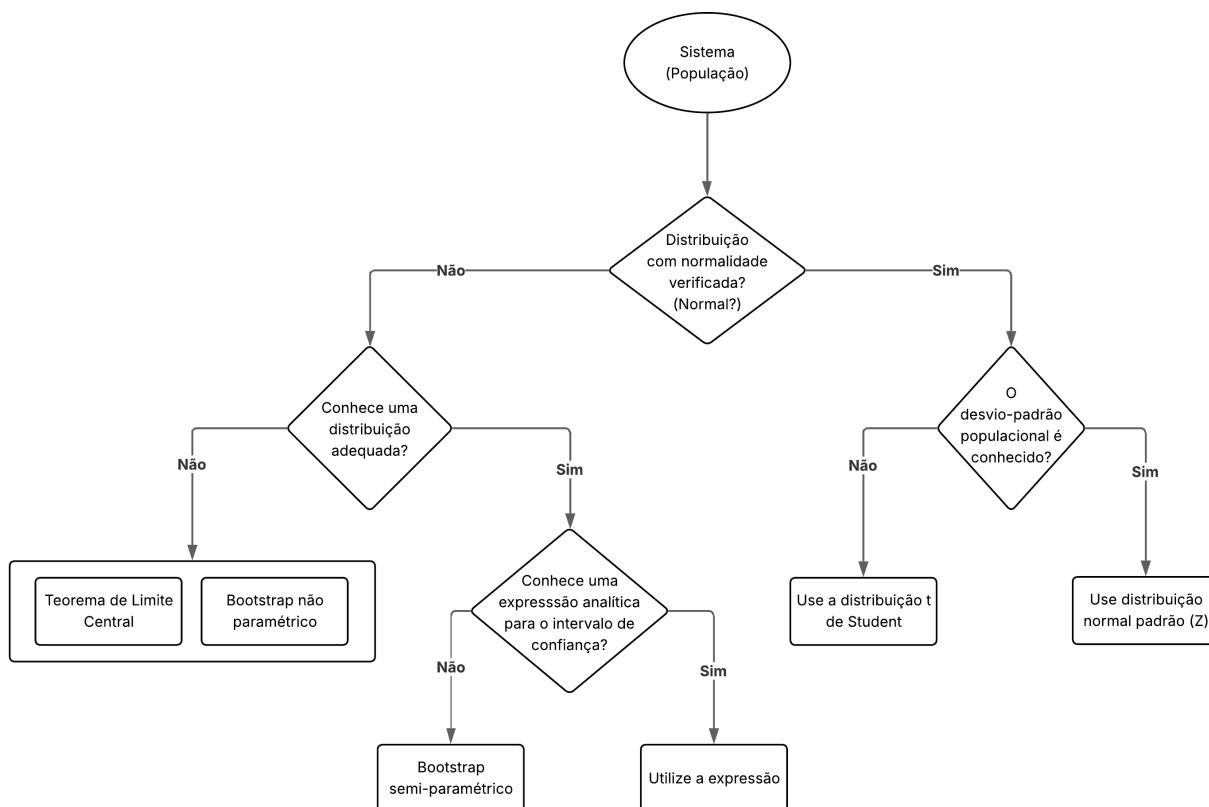 Sistema
(População)
Distribuição
com normalidade
verificada?
(Normal?)
Não
Sim
Conhece uma
distribuição
adequada?
O
desvio-padrão
populacional é
conhecido?
Não
Sim
Não
Sim
Teorema de Limite
Central
Bootstrap não
paramétrico
Conhece uma
expresssão analítica
para o intervalo de
confiança?
Use a distribuição t
de Student
Use distribuição
normal padrão (Z)
Não
Sim
Bootstrap
semi-paramétrico
Utilize a expressão